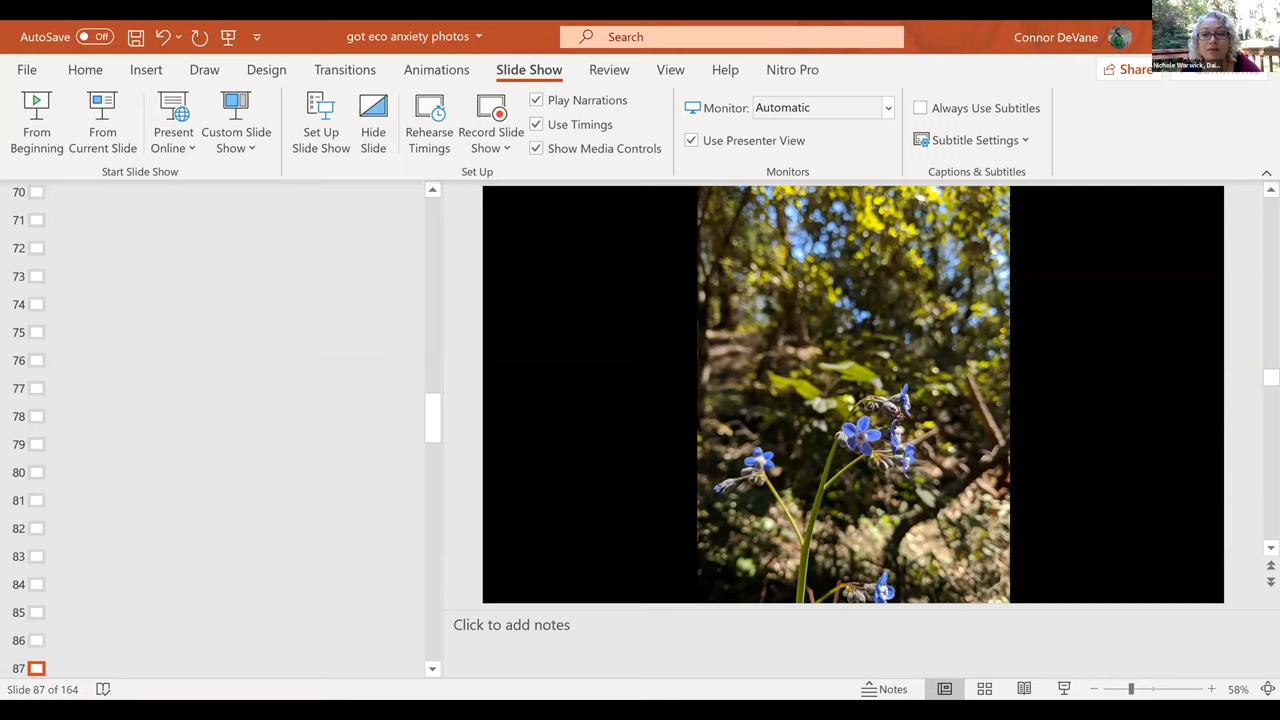 AutoSave Off
got eco anxiety photos
Search
Connor DeVane
Nichole Warwick, Dai...
File Home Insert Draw Design Transitions Animations Slide Show Review View Help Nitro Pro
Share
Comments
From Beginning
From Current Slide
Present Online
Custom Slide Show
Start Slide Show
Set Up Slide Show
Hide Slide
Rehearse Timings
Record Slide Show
Play Narrations
Use Timings
Show Media Controls
Set Up
Monitor: Automatic
Use Presenter View
Monitors
Always Use Subtitles
Subtitle Settings
Captions & Subtitles
70
71
72
73
74
75
76
77
78
79
80
81
82
83
84
85
86
87
Click to add notes
Slide 87 of 164
Notes
58%